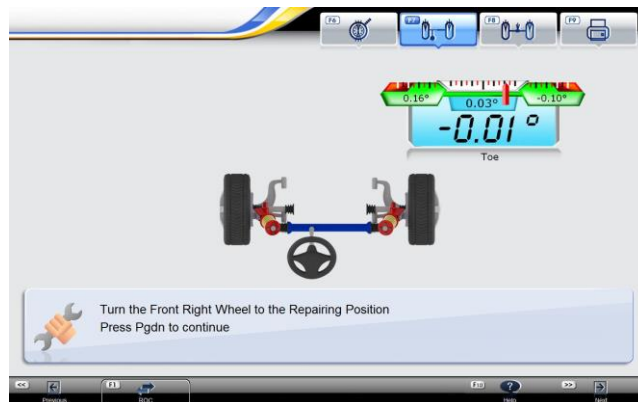 F6
F7
F8
F9
0.16°
0.03°
-0.10°
-0.01°
Toe
Turn the Front Right Wheel to the Repairing Position
Press Pgdn to continue
<<
Previous
F1
ROC
F10
?
Help
>>
Next